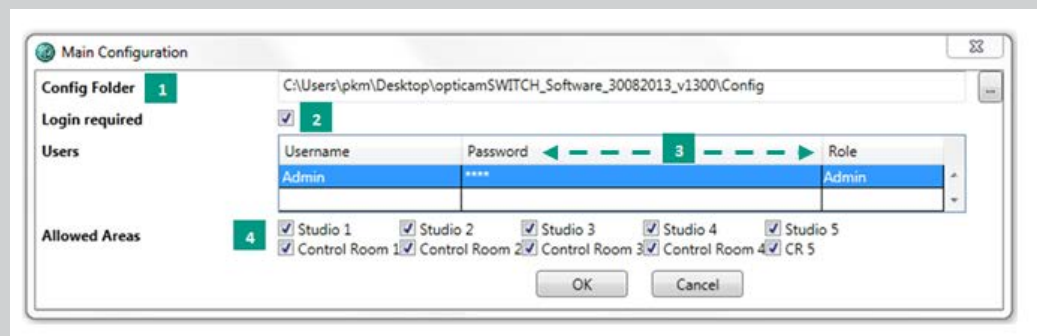 Main Configuration
Config Folder 1 C:\Users\pkm\Desktop\opticamSWITCH_Software_30082013_v1300\Config ...
Login required 2
Users Username Password 3 Role
Admin **** Admin
Allowed Areas 4 Studio 1 Studio 2 Studio 3 Studio 4 Studio 5
Control Room 1 Control Room 2 Control Room 3 Control Room 4 CR 5
OK Cancel